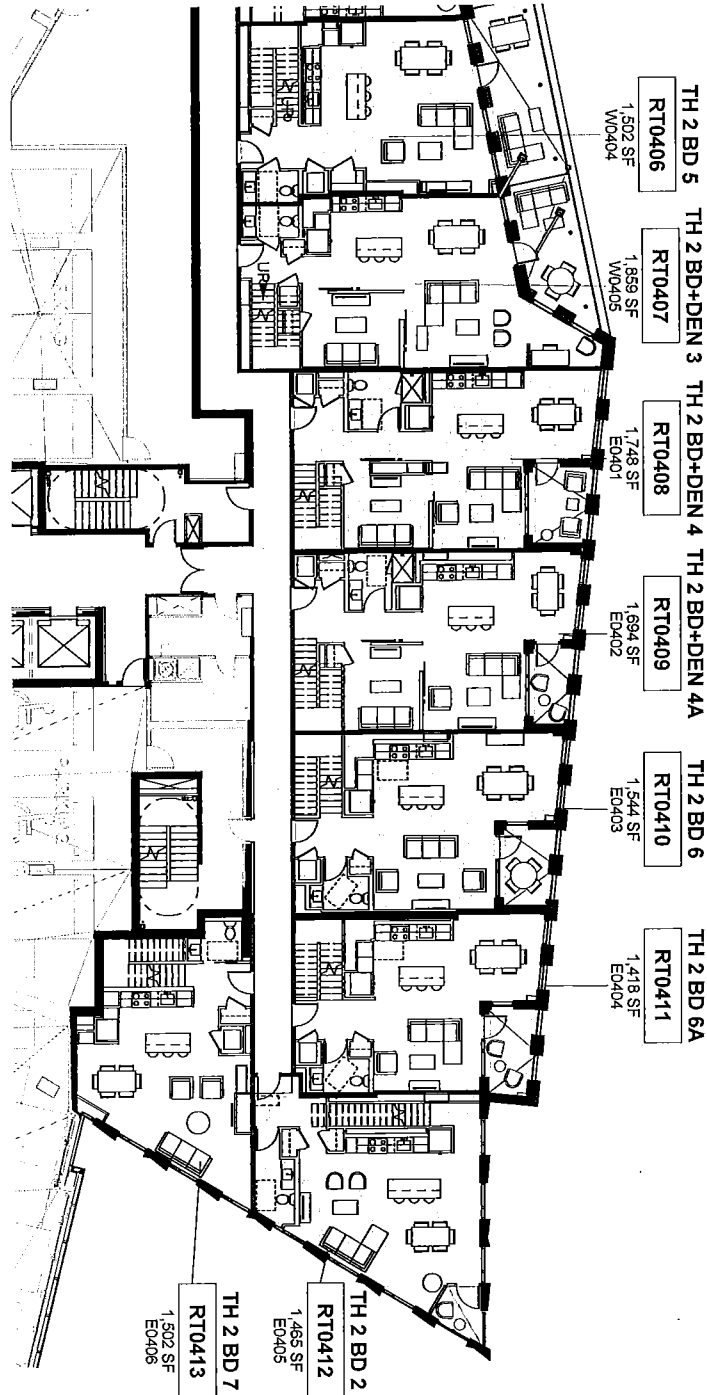 TH 2 BD 5
RT0406
1,502 SF
W0404
TH 2 BD+DEN 3
RT0407
1,859 SF
W0405
TH 2 BD+DEN 4
RT0408
1,748 SF
E0401
TH 2 BD+DEN 4A
RT0409
1,694 SF
E0402
TH 2 BD 6
RT0410
1,544 SF
E0403
TH 2 BD 6A
RT0411
1,418 SF
E0404
TH 2 BD 2
RT0412
1,465 SF
E0405
TH 2 BD 7
RT0413
1,502 SF
E0406
UP
UP